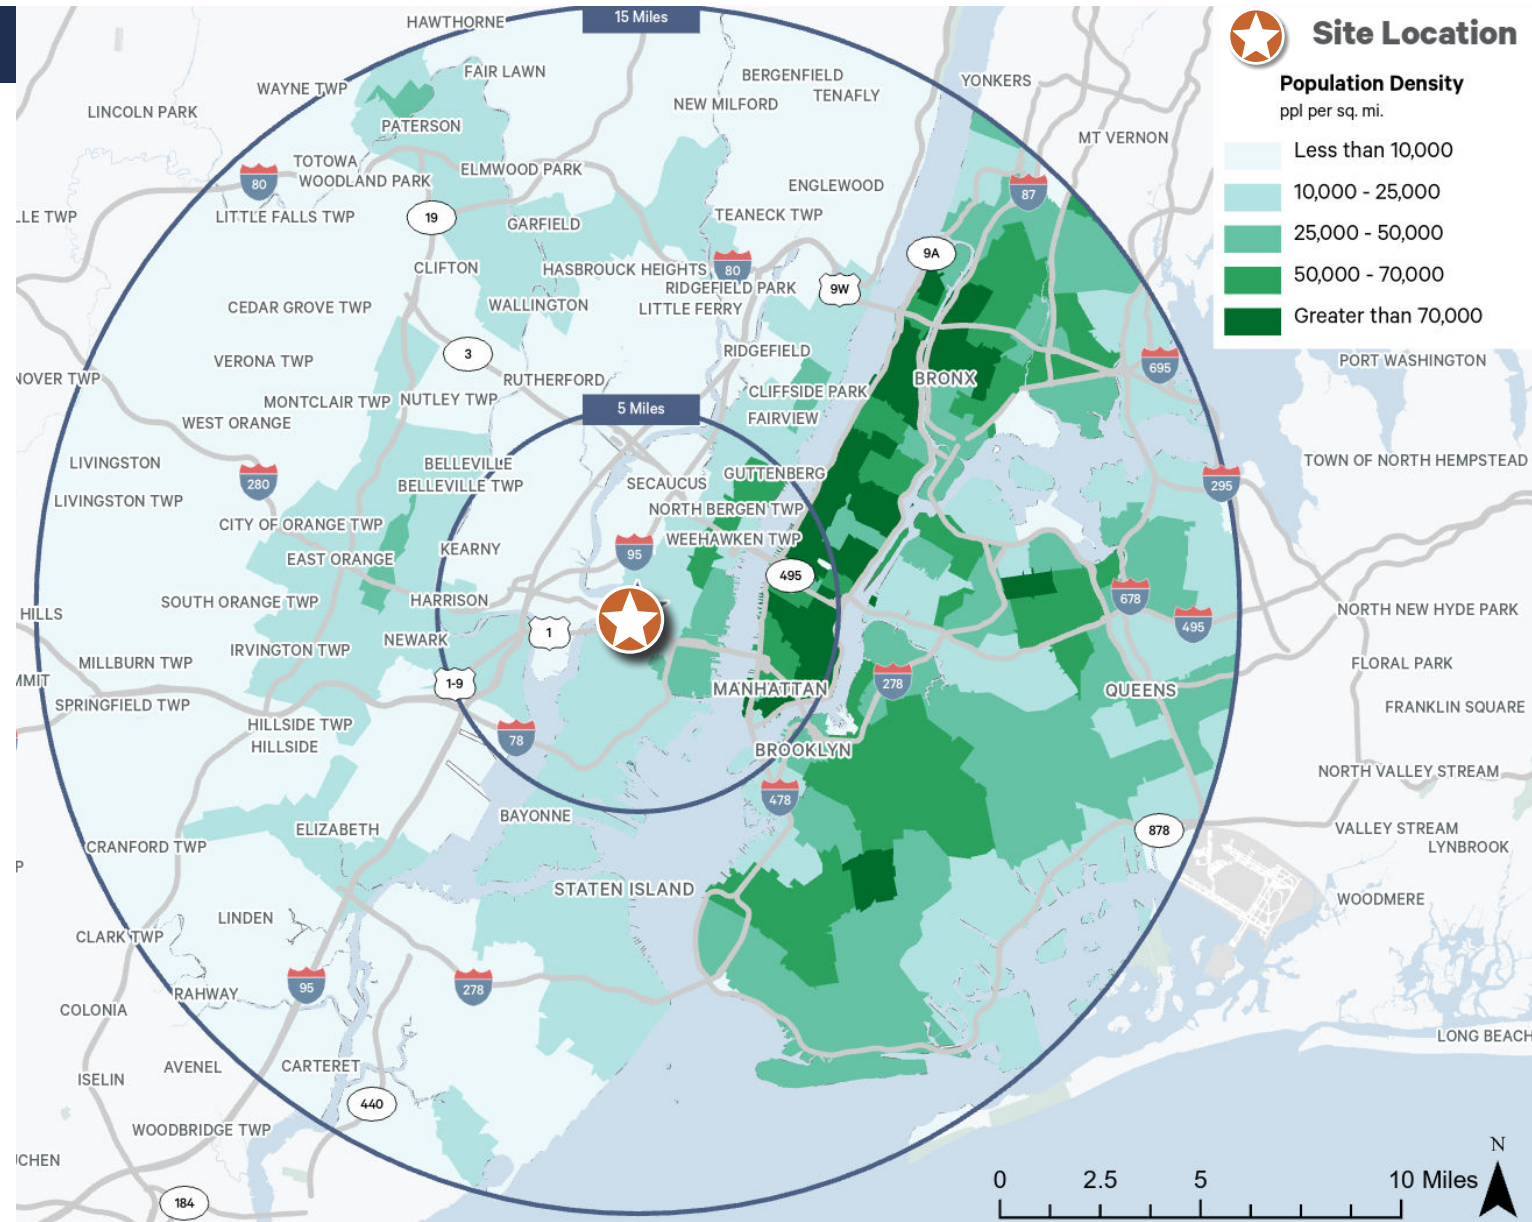 15 Miles
HAWTHORNE
Site Location
Population Density
ppl per sq. mi.
Less than 10,000
10,000 - 25,000
25,000 - 50,000
50,000 - 70,000
Greater than 70,000
FAIR LAWN
BERGENFIELD
YONKERS
WAYNE TWP
TENAFLY
NEW MILFORD
LINCOLN PARK
PATERSON
MT VERNON
TOTOWA
ELMWOOD PARK
80
WOODLAND PARK
ENGLEWOOD
87
LLE TWP
LITTLE FALLS TWP
19
GARFIELD
TEANECK TWP
9A
CLIFTON
HASBROUCK HEIGHTS
80
RIDGEFIELD PARK
9W
CEDAR GROVE TWP
WALLINGTON
LITTLE FERRY
3
RIDGEFIELD
VERONA TWP
PORT WASHINGTON
695
NOVER TWP
RUTHERFORD
BRONX
MONTCLAIR TWP
NUTLEY TWP
CLIFFSIDE PARK
5 Miles
WEST ORANGE
FAIRVIEW
LIVINGSTON
BELLEVILLE
TOWN OF NORTH HEMPSTEAD
280
BELLEVILLE TWP
SECAUCUS
GUTTENBERG
295
LIVINGSTON TWP
NORTH BERGEN TWP
CITY OF ORANGE TWP
WEEHAWKEN TWP
EAST ORANGE
KEARNY
95
495
SOUTH ORANGE TWP
HARRISON
678
HILLS
NORTH NEW HYDE PARK
1
495
NEWARK
IRVINGTON TWP
MILLBURN TWP
FLORAL PARK
MMIT
1-9
278
MANHATTAN
QUEENS
SPRINGFIELD TWP
FRANKLIN SQUARE
HILLSIDE TWP
78
HILLSIDE
BROOKLYN
NORTH VALLEY STREAM
478
BAYONNE
ELIZABETH
878
VALLEY STREAM
CRANFORD TWP
LYNBROOK
P
STATEN ISLAND
WOODMERE
LINDEN
CLARK TWP
95
278
RAHWAY
COLONIA
LONG BEACH
AVENEL
CARTERET
ISELIN
440
WOODBRIDGE TWP
UCHEN
N
0 2.5 5 10 Miles
184